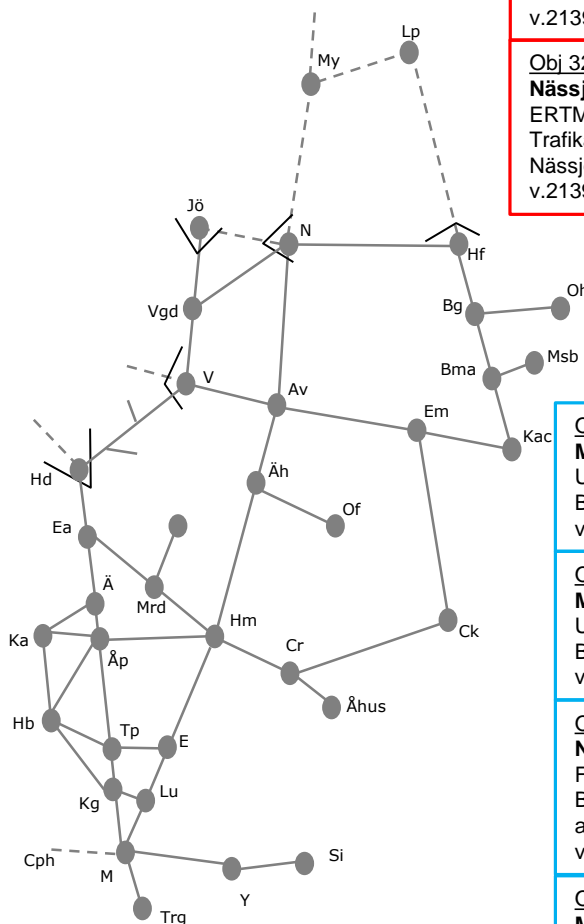 v.2139
Obj 32
Nässj
ERTM
Trafika
Nässj
v.2139
Lp
My
Jö
N
Hf
Vgd
Bg
Oh
Msb
Bma
V
Av
Em
Kac
Hd
Äh
Of
Ea
Mrd
Ä
Hm
Ka
Åp
Cr
Ck
Åhus
Hb
Tp
E
Kg
Lu
Cph
M
Si
Y
Trg
M
U
B
v
M
U
B
v
N
F
B
a
v